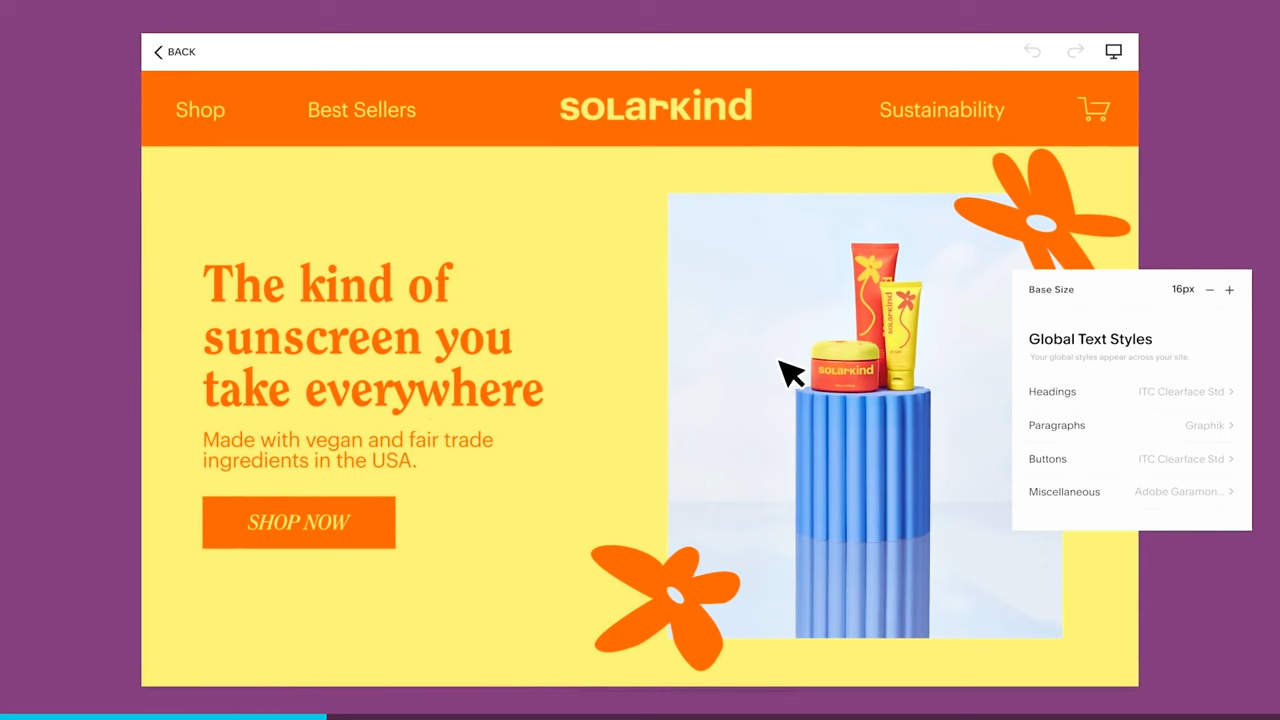 BACK
Shop
Best Sellers
solarkind
Sustainability
The kind of
sunscreen you
take everywhere
Made with vegan and fair trade
ingredients in the USA.
SHOP NOW
solarkind
solarkind
Base Size
16px
Global Text Styles
Your global styles appear across your site.
Headings
ITC Clearface Std
Paragraphs
Graphik
Buttons
ITC Clearface Std
Miscellaneous
Adobe Garamon...